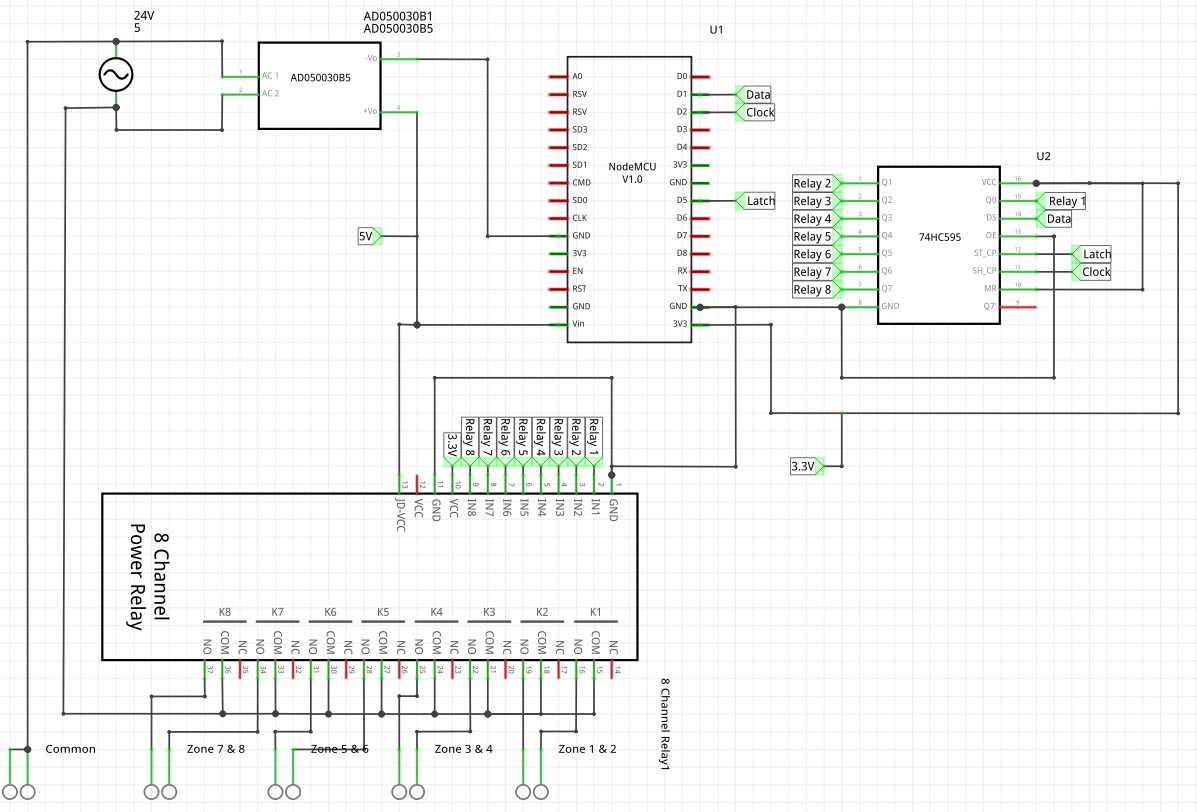 24V
5
AD050030B1
AD050030B5
U1
AD050030B5
1 AC 1
2 AC 2
-Vo 3
+Vo 4
NodeMCU
V1.0
A0
RSV
RSV
SD3
SD2
SD1
CMD
SD0
CLK
GND
3V3
EN
RST
GND
Vin
D0
D1
D2
D3
D4
3V3
GND
D5
D6
D7
D8
RX
TX
GND
3V3
Data
Clock
Latch
5V
U2
74HC595
Relay 2 1 Q1
Relay 3 2 Q2
Relay 4 3 Q3
Relay 5 4 Q4
Relay 6 5 Q5
Relay 7 6 Q6
Relay 8 7 Q7
8 GND
VCC 16
Q0 15 Relay 1
DS 14 Data
OE 13
ST_CP 12 Latch
SH_CP 11 Clock
MR 10
Q7' 9
3.3V
3.3V
Relay 8
Relay 7
Relay 6
Relay 5
Relay 4
Relay 3
Relay 2
Relay 1
13 JD-VCC
12 VCC
11 GND
10 VCC
9 IN8
8 IN7
7 IN6
6 IN5
5 IN4
4 IN3
3 IN2
2 IN1
1 GND
8 Channel
Power Relay
K8
K7
K6
K5
K4
K3
K2
K1
NO 37
COM 36
NC 35
NO 34
COM 33
NC 32
NO 31
COM 30
NC 29
NO 28
COM 27
NC 26
NO 25
COM 24
NC 23
NO 22
COM 21
NC 20
NO 19
COM 18
NC 17
NO 16
COM 15
NC 14
8 Channel Relay1
Common
Zone 7 & 8
Zone 5 & 6
Zone 3 & 4
Zone 1 & 2